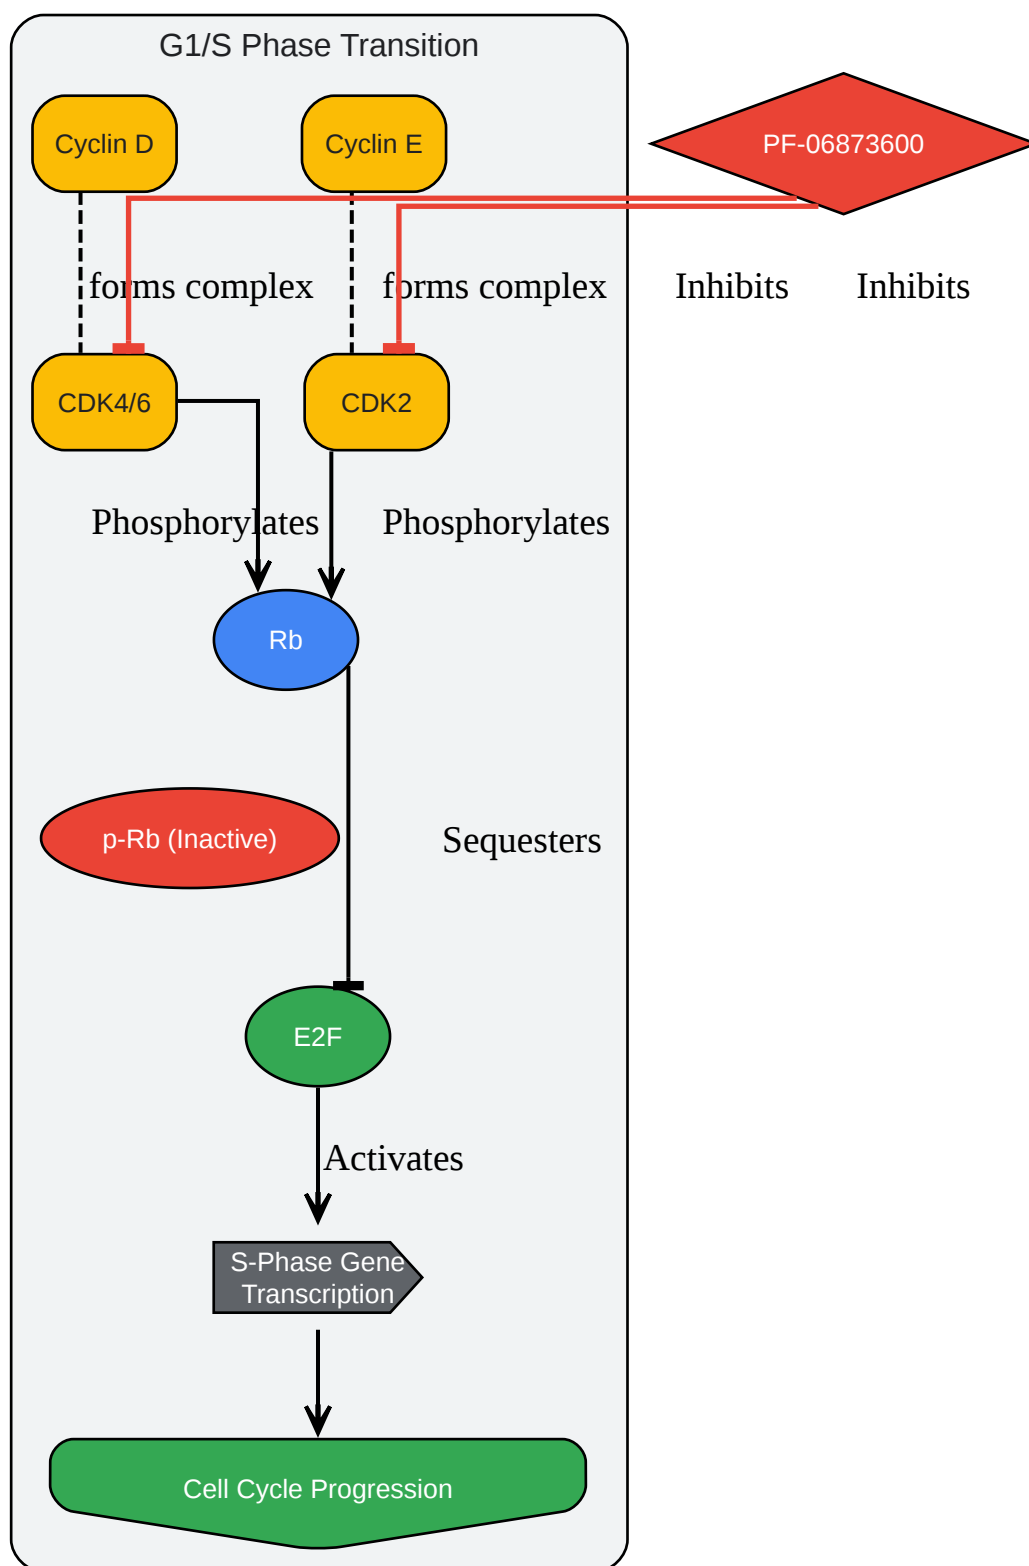 G1/S Phase Transition
Cyclin D
Cyclin E
PF-06873600
forms complex
forms complex
Inhibits
Inhibits
CDK4/6
CDK2
Phosphorylates
Phosphorylates
Rb
p-Rb (Inactive)
Sequesters
E2F
Activates
S-Phase Gene
Transcription
Cell Cycle Progression